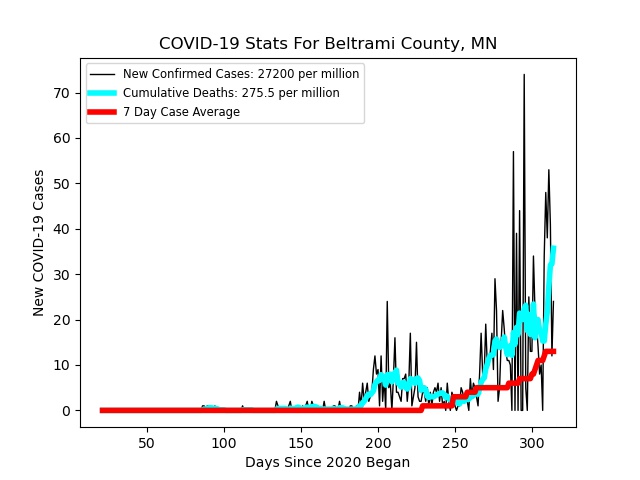 COVID-19 Stats For Beltrami County, MN
New Confirmed Cases: 27200 per million
Cumulative Deaths: 275.5 per million
7 Day Case Average
New COVID-19 Cases
70
60
50
40
30
20
10
0
50 100 150 200 250 300
Days Since 2020 Began